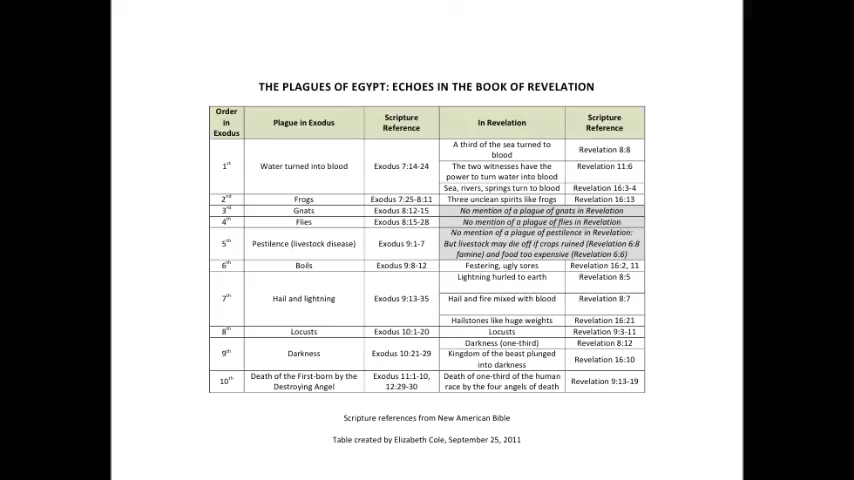 THE PLAGUES OF EGYPT: ECHOES IN THE BOOK OF REVELATION
Order in Exodus Plague in Exodus Scripture Reference In Revelation Scripture Reference
1st Water turned into blood Exodus 7:14-24 A third of the sea turned to blood Revelation 8:8
The two witnesses have the power to turn water into blood Revelation 11:6
Sea, rivers, springs turn to blood Revelation 16:3-4
2nd Frogs Exodus 7:25-8:11 Three unclean spirits like frogs Revelation 16:13
3rd Gnats Exodus 8:12-15 No mention of a plague of gnats in Revelation
4th Flies Exodus 8:15-28 No mention of a plague of flies in Revelation
5th Pestilence (livestock disease) Exodus 9:1-7 No mention of a plague of pestilence in Revelation:
But livestock may die off if crops ruined (Revelation 6:8
famine) and food too expensive (Revelation 6:6)
6th Boils Exodus 9:8-12 Festering, ugly sores Revelation 16:2, 11
7th Hail and lightning Exodus 9:13-35 Lightning hurled to earth Revelation 8:5
Hail and fire mixed with blood Revelation 8:7
Hailstones like huge weights Revelation 16:21
8th Locusts Exodus 10:1-20 Locusts Revelation 9:3-11
9th Darkness Exodus 10:21-29 Darkness (one-third) Revelation 8:12
Kingdom of the beast plunged into darkness Revelation 16:10
10th Death of the First-born by the Destroying Angel Exodus 11:1-10, 12:29-30 Death of one-third of the human race by the four angels of death Revelation 9:13-19
Scripture references from New American Bible
Table created by Elizabeth Cole, September 25, 2011